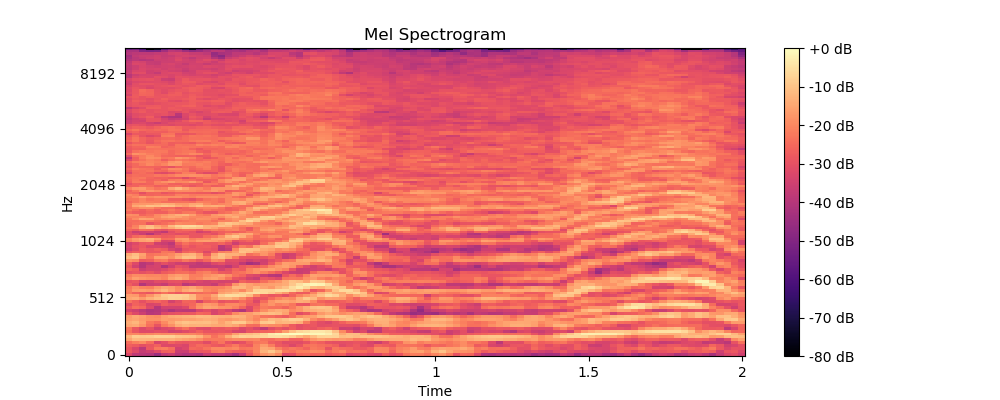 Mel Spectrogram
8192
4096
2048
1024
512
0
Hz
0
0.5
1
1.5
2
Time
+0 dB
-10 dB
-20 dB
-30 dB
-40 dB
-50 dB
-60 dB
-70 dB
-80 dB